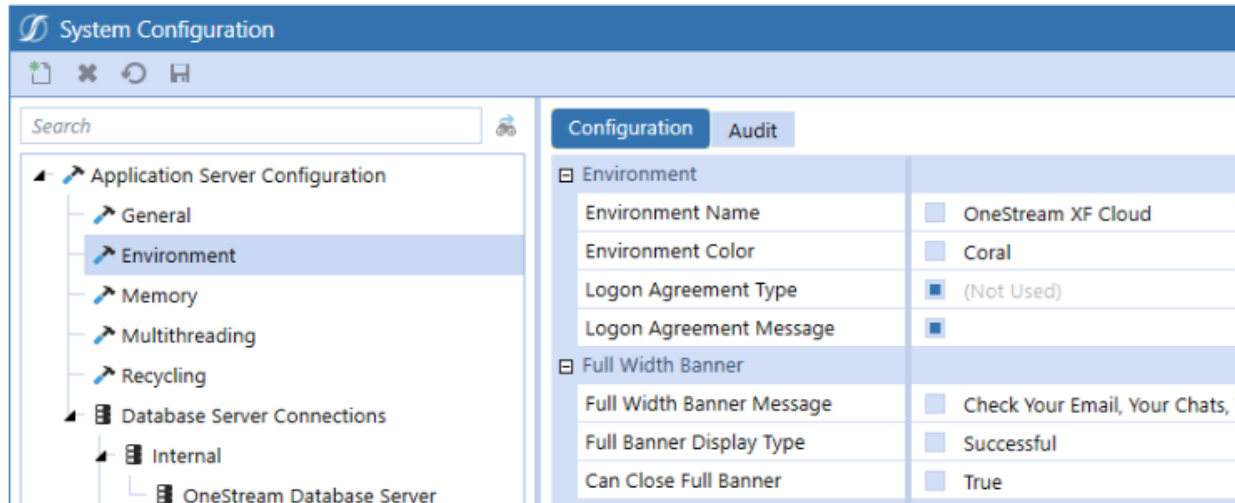 System Configuration
Search
Application Server Configuration
General
Environment
Memory
Multithreading
Recycling
Database Server Connections
Internal
OneStream Database Server
Configuration Audit
Environment
Environment Name OneStream XF Cloud
Environment Color Coral
Logon Agreement Type (Not Used)
Logon Agreement Message
Full Width Banner
Full Width Banner Message Check Your Email, Your Chats,
Full Banner Display Type Successful
Can Close Full Banner True